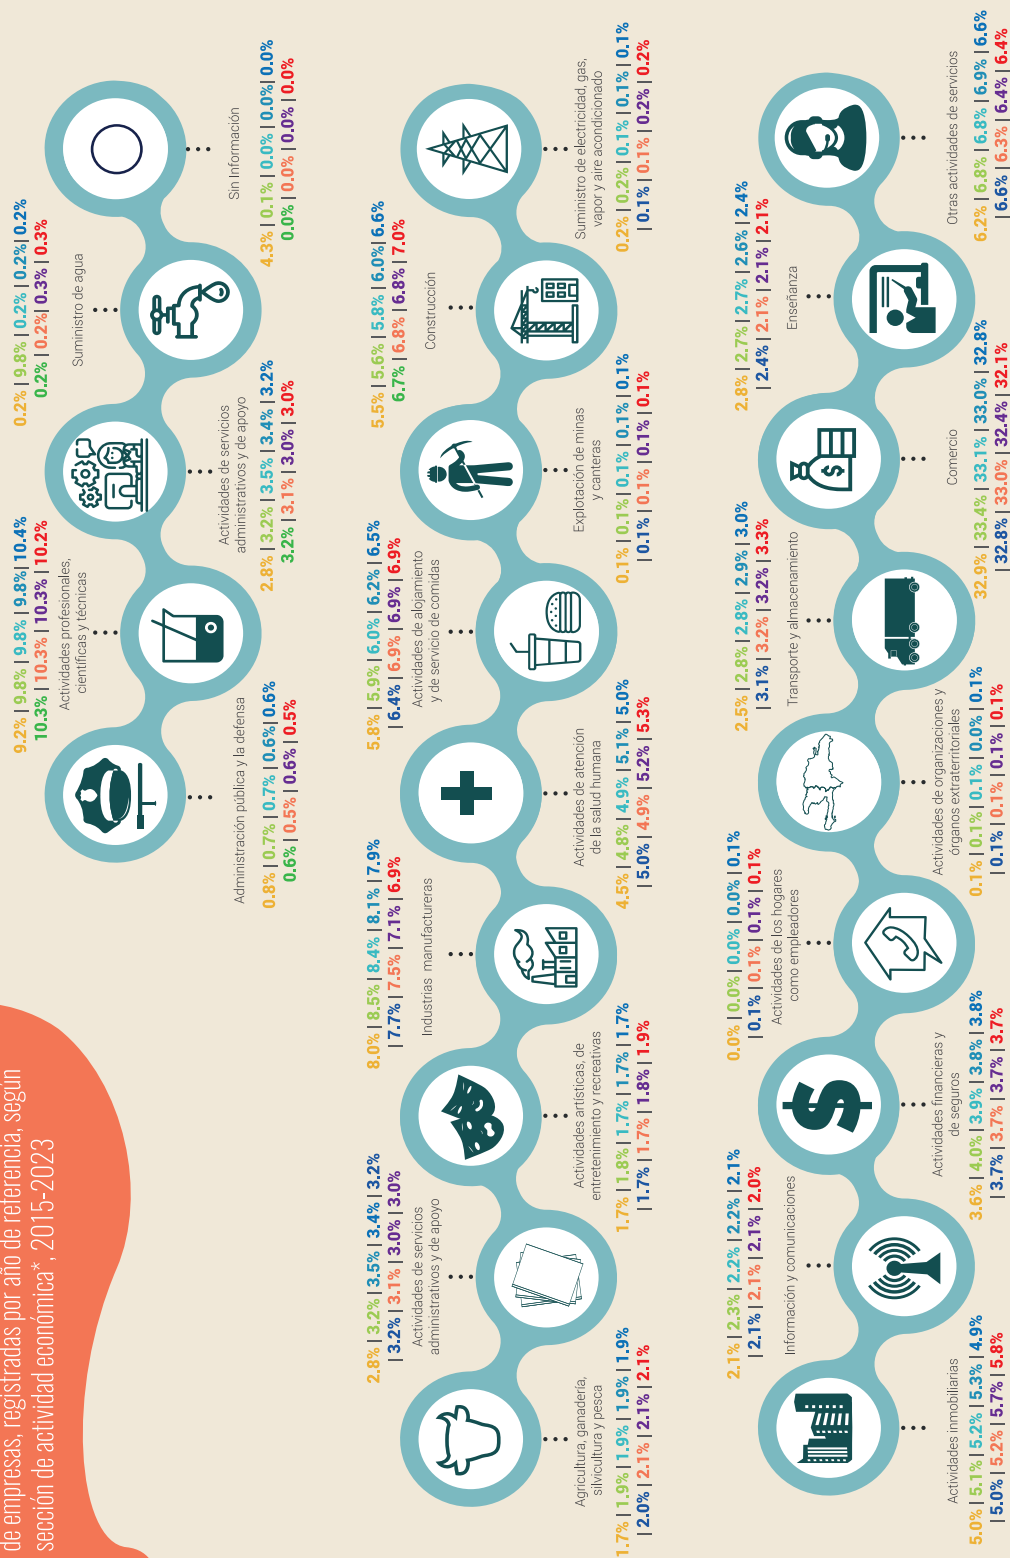 de empresas, registradas por año de referencia, según
sección de actividad económica*, 2015-2023
Administración pública y la defensa
0.8% | 0.7% | 0.7% | 0.6%| 0.6%
0.6% | 0.5% | 0.6% | 0.5%
9.2% | 9.8% | 9.8% | 9.8%| 10.4%
10.3% | 10.3% | 10.3% | 10.2%
Actividades profesionales,
científicas y técnicas
Actividades de servicios
administrativos y de apoyo
2.8% | 3.2% | 3.5% | 3.4% | 3.2%
3.2% | 3.1% | 3.0% | 3.0%
0.2% | 9.8% | 0.2% | 0.2% | 0.2%
0.2% | 0.2%| 0.3% | 0.3%
Suministro de agua
Sin Información
4.3% | 0.1% | 0.0% | 0.0%| 0.0%
0.0% | 0.0% | 0.0% | 0.0%
Agricultura, ganadería,
silvicultura y pesca
1.7% | 1.9% | 1.9% | 1.9% | 1.9%
| 2.0% | 2.1% | 2.1% | 2.1%
2.8% | 3.2% | 3.5% | 3.4% | 3.2%
| 3.2% | 3.1% | 3.0% | 3.0%
Actividades de servicios
administrativos y de apoyo
Actividades artísticas, de
entretenimiento y recreativas
1.7% | 1.8% | 1.7% | 1.7% | 1.7%
| 1.7% | 1.7% | 1.8% | 1.9%
8.0% | 8.5% | 8.4% | 8.1% | 7.9%
| 7.7% | 7.5% | 7.1% | 6.9%
Industrias manufactureras
Actividades de atención
de la salud humana
4.5% | 4.8% | 4.9% | 5.1% | 5.0%
| 5.0% | 4.9% | 5.2% | 5.3%
5.8% | 5.9% | 6.0% | 6.2% | 6.5%
| 6.4% | 6.9% | 6.9% | 6.9%
Actividades de alojamiento
y de servicio de comidas
Explotación de minas
y canteras
0.1% | 0.1% | 0.1% | 0.1% | 0.1%
| 0.1% | 0.1% | 0.1% | 0.1%
5.5% | 5.6% | 5.8% | 6.0%| 6.6%
6.7% | 6.8% | 6.8% | 7.0%
Construcción
Suministro de electricidad, gas,
vapor y aire acondicionado
0.2% | 0.2% | 0.1% | 0.1% | 0.1%
| 0.1% | 0.1% | 0.2% | 0.2%
Actividades inmobiliarias
5.0% | 5.1% | 5.2% | 5.3% | 4.9%
| 5.0% | 5.2% | 5.7% | 5.8%
2.1% | 2.3% | 2.2% | 2.2% | 2.1%
| 2.1% | 2.1% | 2.1% | 2.0%
Información y comunicaciones
Actividades financieras y
de seguros
3.6% | 4.0% | 3.9% | 3.8% | 3.8%
| 3.7% | 3.7% | 3.7% | 3.7%
0.0% | 0.0% | 0.0% | 0.0% | 0.1%
| 0.1% | 0.1% | 0.1% | 0.1%
Actividades de los hogares
como empleadores
Actividades de organizaciones y
órganos extraterritoriales
0.1% | 0.1% | 0.1% | 0.0% | 0.1%
| 0.1% | 0.1% | 0.1% | 0.1%
2.5% | 2.8% | 2.8% | 2.9% | 3.0%
| 3.1% | 3.2% | 3.2% | 3.3%
Transporte y almacenamiento
Comercio
32.9% | 33.4% | 33.1% | 33.0% | 32.8%
| 32.8% | 33.0% | 32.4% | 32.1%
2.8% | 2.7% | 2.7% | 2.6% | 2.4%
| 2.4% | 2.1% | 2.1% | 2.1%
Enseñanza
Otras actividades de servicios
6.2% | 6.8% | 6.8% | 6.9% | 6.6%
| 6.6% | 6.3% | 6.4% | 6.4%